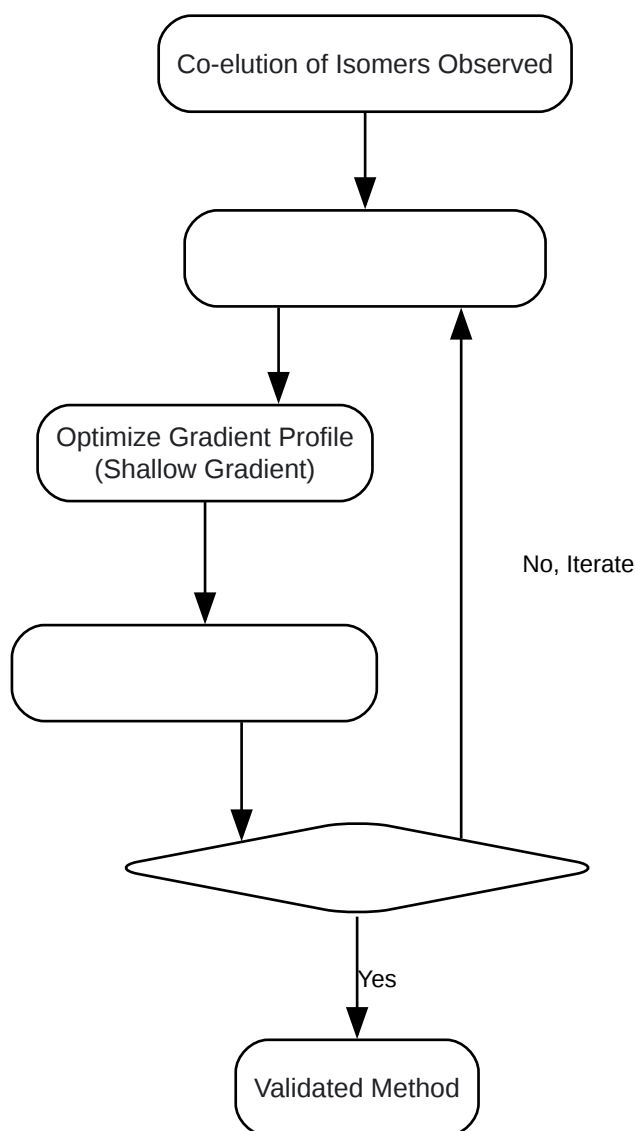 Co-elution of Isomers Observed
Optimize Gradient Profile
(Shallow Gradient)
No, Iterate
Yes
Validated Method